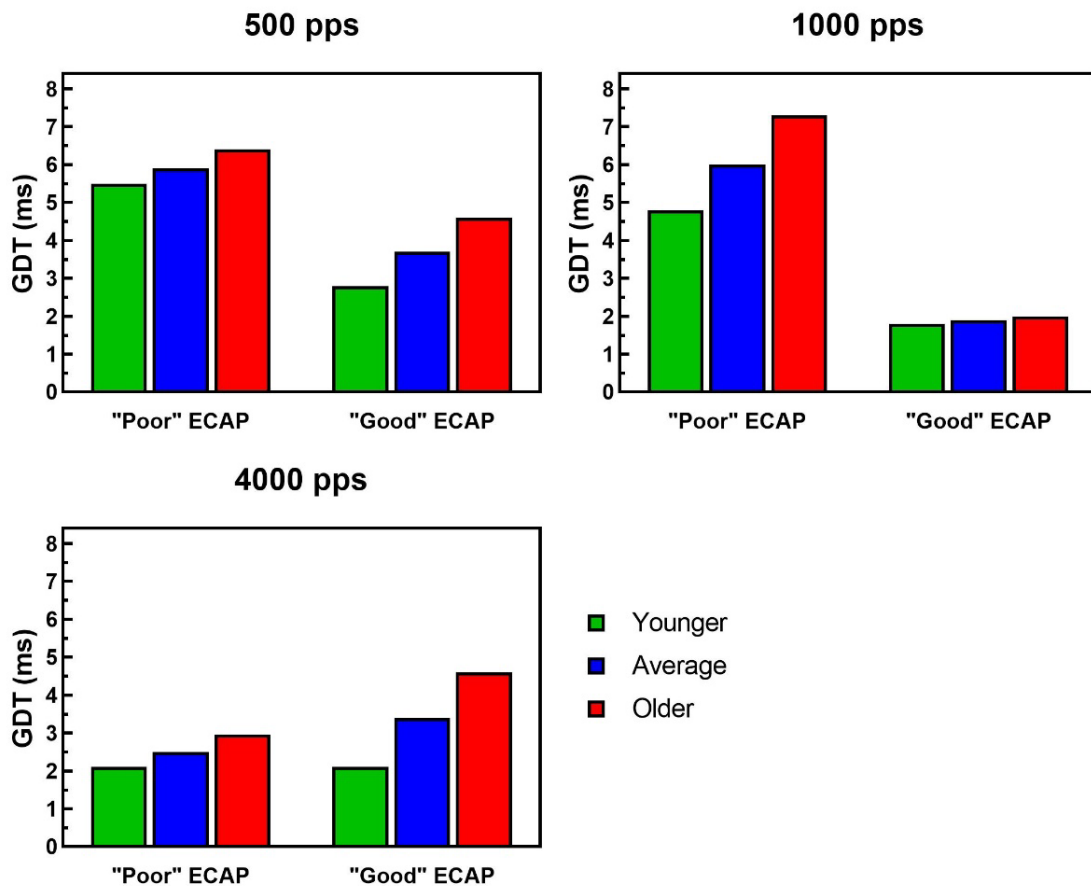 500 pps
GDT (ms)
8
7
6
5
4
3
2
1
0
"Poor" ECAP "Good" ECAP
1000 pps
GDT (ms)
8
7
6
5
4
3
2
1
0
"Poor" ECAP "Good" ECAP
4000 pps
GDT (ms)
8
7
6
5
4
3
2
1
0
"Poor" ECAP "Good" ECAP
Younger
Average
Older